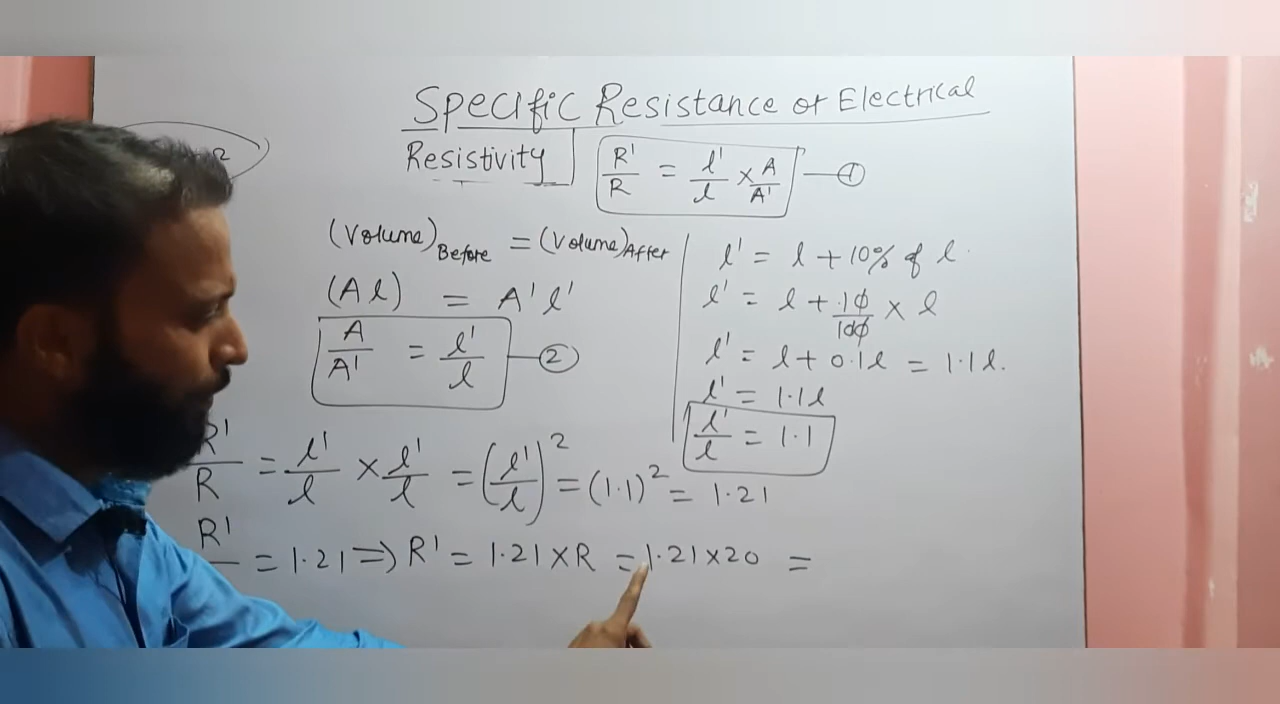 Specific Resistance or Electrical
Resistivity
R'/R = l'/l × A/A' — ①
(Volume)Before = (Volume)After
(Al) = A'l'
A/A' = l'/l — ②
l' = l + 10% of l.
l' = l + 10/100 × l
l' = l + 0.1l = 1.1l.
l' = 1.1l
l'/l = 1.1
R'/R = l'/l × l'/l = (l'/l)² = (1.1)² = 1.21
R' = 1.21 ⇒ R' = 1.21 × R = 1.21 × 20 =